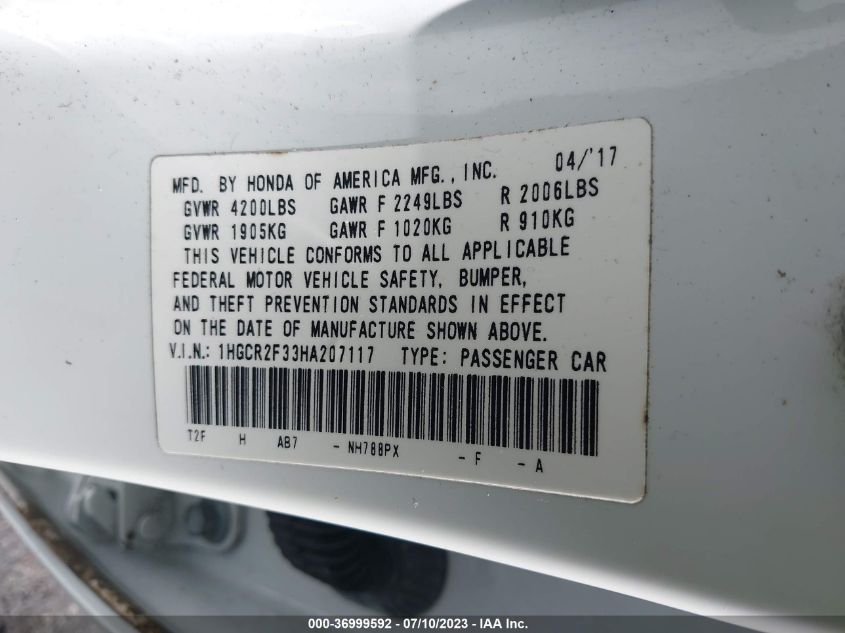 MFD. BY HONDA OF AMERICA MFG., INC. 04/'17
GVWR 4200LBS GAWR F 2249LBS R 2006LBS
GVWR 1905KG GAWR F 1020KG R 910KG
THIS VEHICLE CONFORMS TO ALL APPLICABLE
FEDERAL MOTOR VEHICLE SAFETY, BUMPER,
AND THEFT PREVENTION STANDARDS IN EFFECT
ON THE DATE OF MANUFACTURE SHOWN ABOVE.
V.I.N.: 1HGCR2F33HA207117 TYPE: PASSENGER CAR
T2F H AB7 - NH788PX - F - A
000-36999592 - 07/10/2023 - IAA Inc.